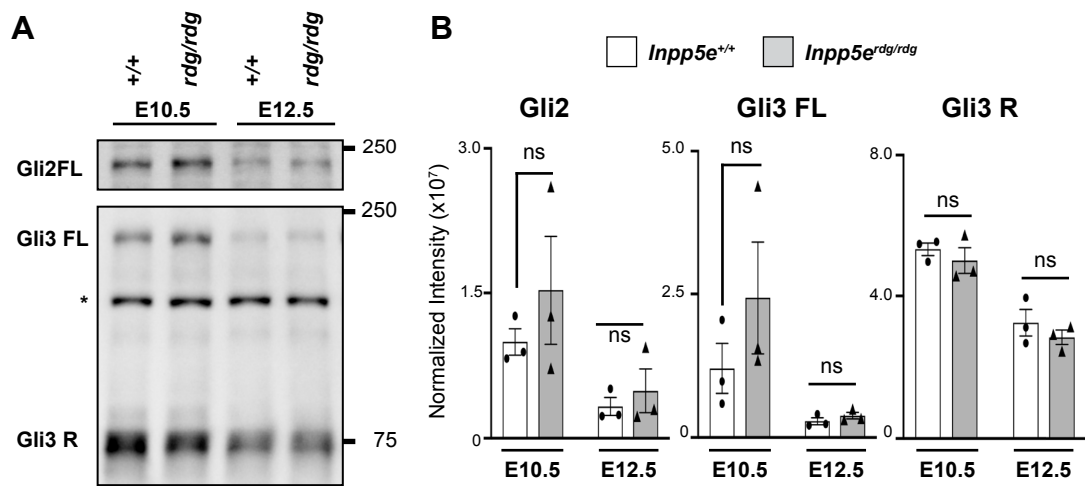 A
+/+ rdg/rdg +/+ rdg/rdg
E10.5 E12.5
250
Gli2FL
250
Gli3 FL
*
Gli3 R
75
B
Inpp5e+/+ Inpp5erdg/rdg
Gli2 Gli3 FL Gli3 R
Normalized Intensity (x10⁷)
3.0
1.5
0
ns
ns
E10.5 E12.5
5.0
2.5
0
ns
ns
E10.5 E12.5
8.0
4.0
0
ns
ns
E10.5 E12.5